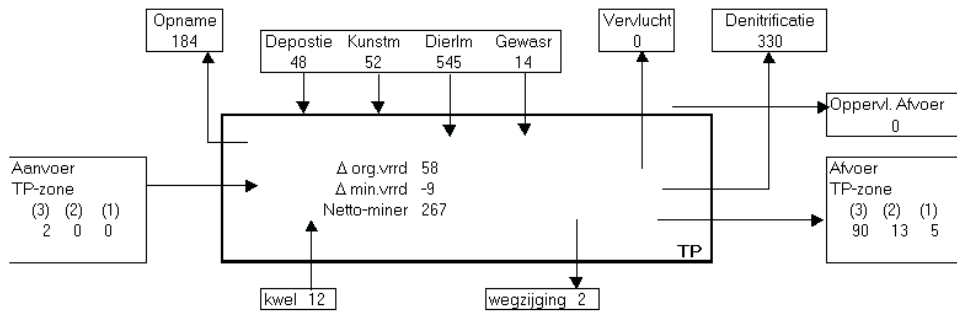 Opname
184
Depostie Kunstm Dierlm Gewasr
48 52 545 14
Vervlucht
0
Denitrificatie
330
Oppervl. Afvoer
0
Aanvoer
TP-zone
(3) (2) (1)
2 0 0
Δ org.vrrd 58
Δ min.vrrd -9
Netto-miner 267
Afvoer
TP-zone
(3) (2) (1)
90 13 5
TP
kwel 12
wegzijging 2